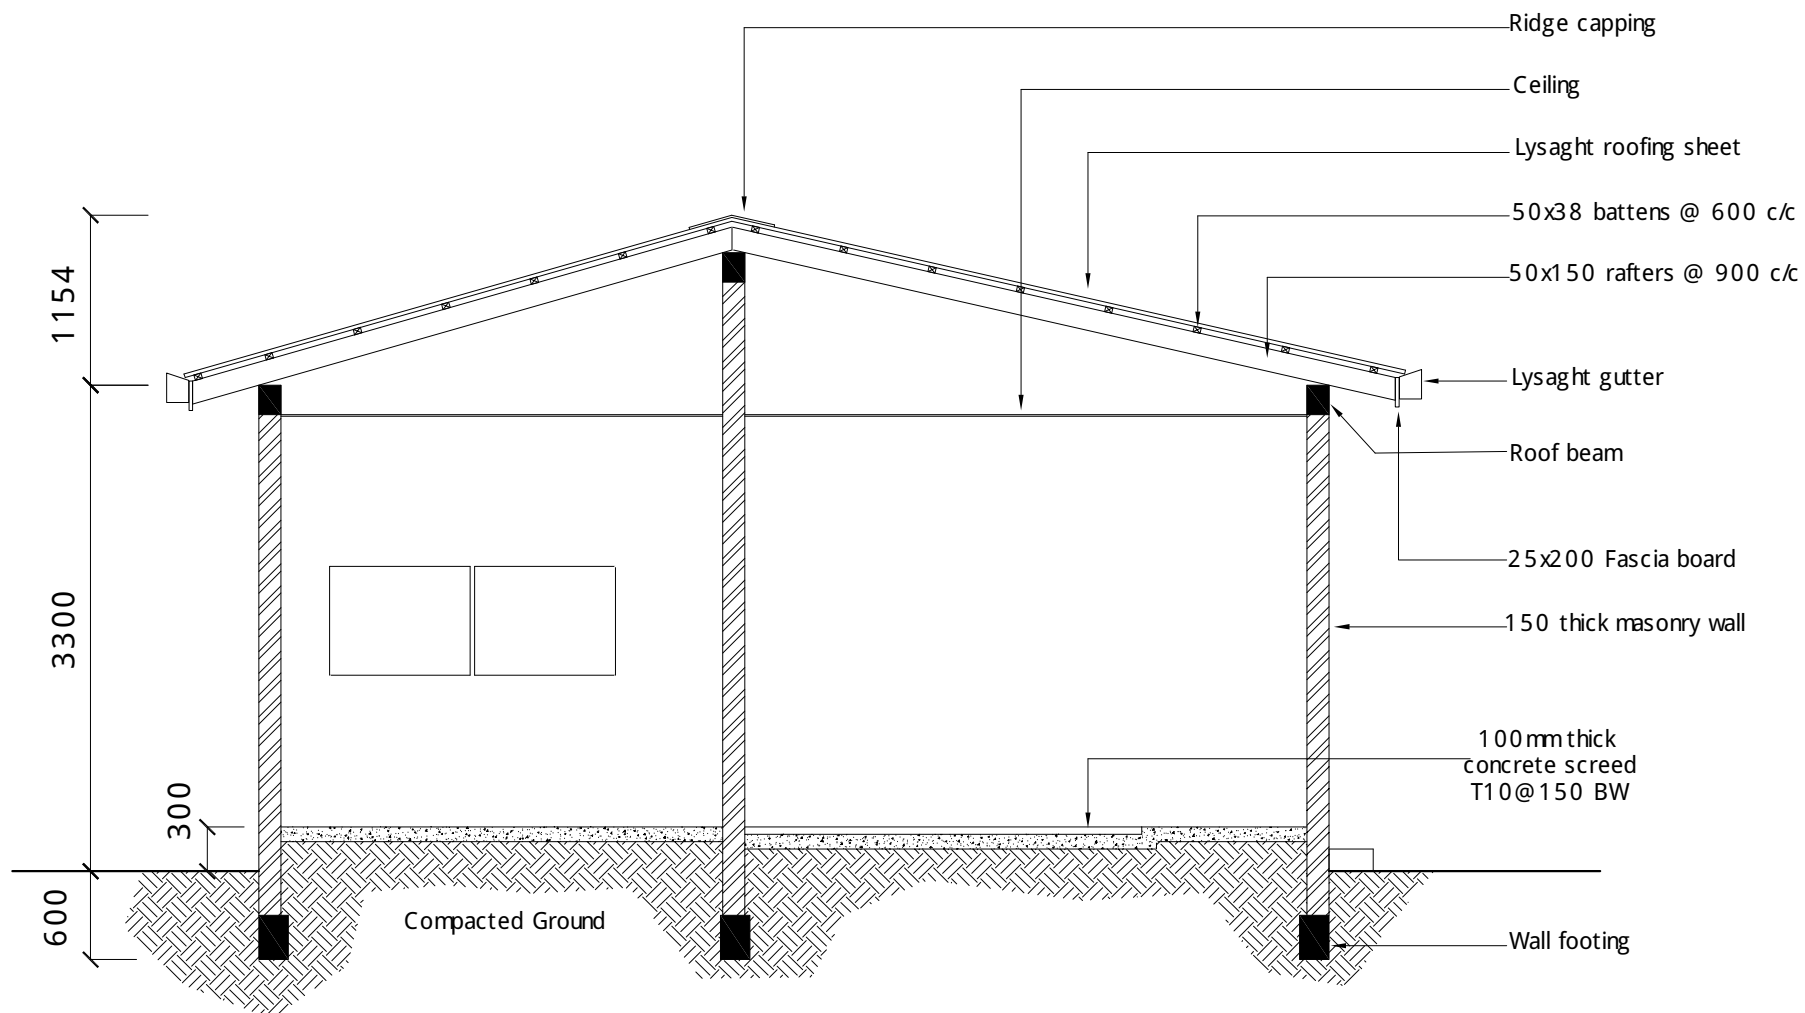 Ridge capping
Ceiling
Lysaght roofing sheet
50x38 battens @ 600 c/c
50x150 rafters @ 900 c/c
1154
Lysaght gutter
Roof beam
25x200 Fascia board
3300
150 thick masonry wall
100mm thick
concrete screed
T10@150 BW
300
600
Compacted Ground
Wall footing